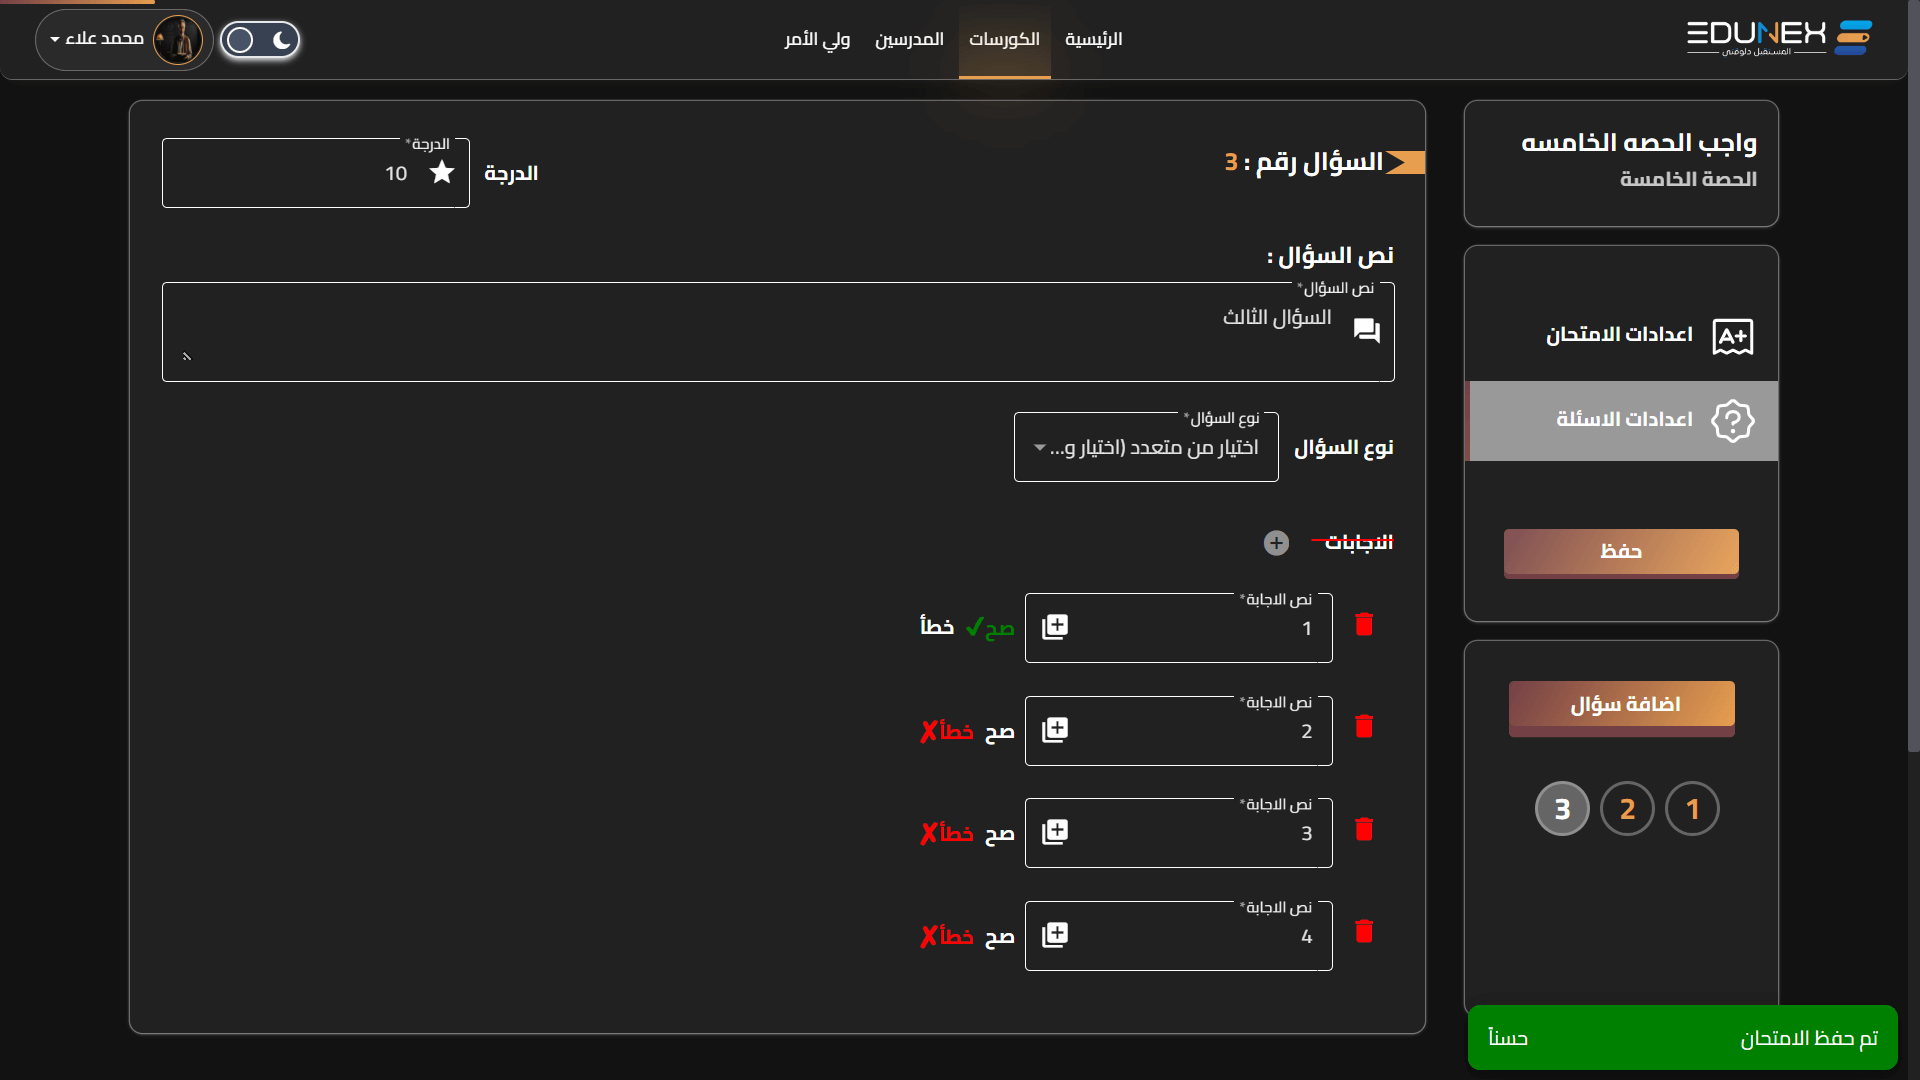 EDUNEX
المستقبل دلوقتي
الرئيسية
الكورسات
المدرسين
ولي الأمر
محمد علاء
واجب الحصه الخامسه
الحصة الخامسة
اعدادات الامتحان
A+
اعدادات الاسئلة
حفظ
اضافة سؤال
1
2
3
السؤال رقم : 3
الدرجة
الدرجة*
10
نص السؤال :
نص السؤال*
السؤال الثالث
نوع السؤال
نوع السؤال*
اختيار من متعدد (اختيار و...
الاجابات
نص الاجابة*
1
صح✓ خطأ
نص الاجابة*
2
صح خطأ✗
نص الاجابة*
3
صح خطأ✗
نص الاجابة*
4
صح خطأ✗
تم حفظ الامتحان
حسناً